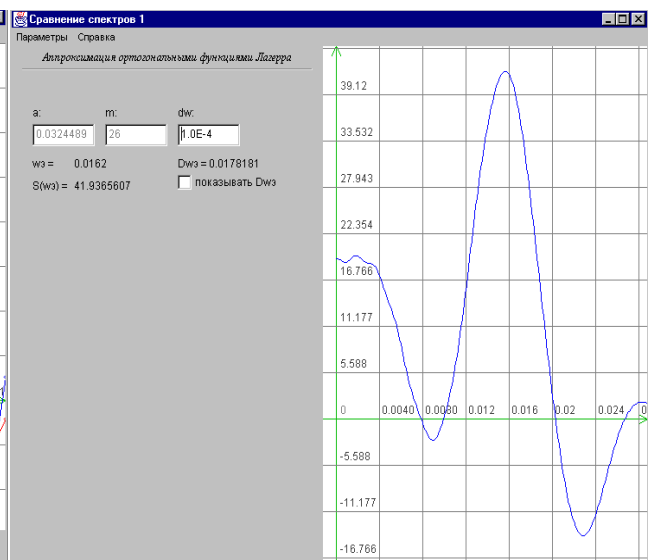 Сравнение спектров 1
Параметры Справка
Аппроксимация ортогональными функциями Лагерра
a: m: dw:
0.0324489 26 1.0E-4
wэ = 0.0162 Dwэ = 0.0178181
S(wэ) = 41.9365607 показывать Dwэ
39.12
33.532
27.943
22.354
16.766
11.177
5.588
0 0.0040 0.0080 0.012 0.016 0.02 0.024 0
-5.588
-11.177
-16.766